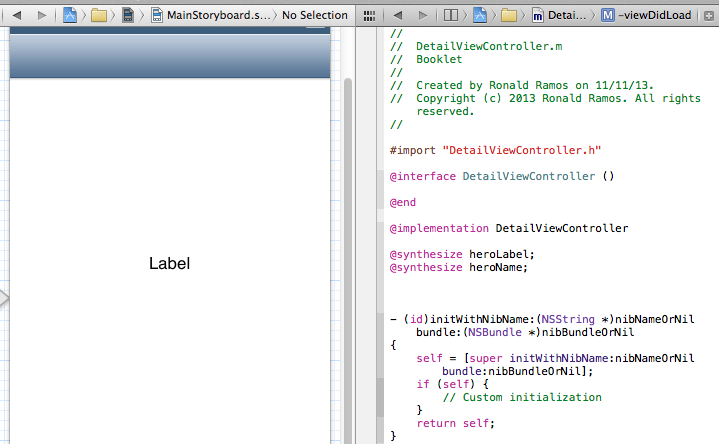 MainStoryboard.s... No Selection
Detai... M -viewDidLoad
Label
//
//  DetailViewController.m
//  Booklet
//
//  Created by Ronald Ramos on 11/11/13.
//  Copyright (c) 2013 Ronald Ramos. All rights
    reserved.
//
#import "DetailViewController.h"
@interface DetailViewController ()
@end
@implementation DetailViewController
@synthesize heroLabel;
@synthesize heroName;
- (id)initWithNibName:(NSString *)nibNameOrNil
    bundle:(NSBundle *)nibBundleOrNil
{
    self = [super initWithNibName:nibNameOrNil
        bundle:nibBundleOrNil];
    if (self) {
        // Custom initialization
    }
    return self;
}